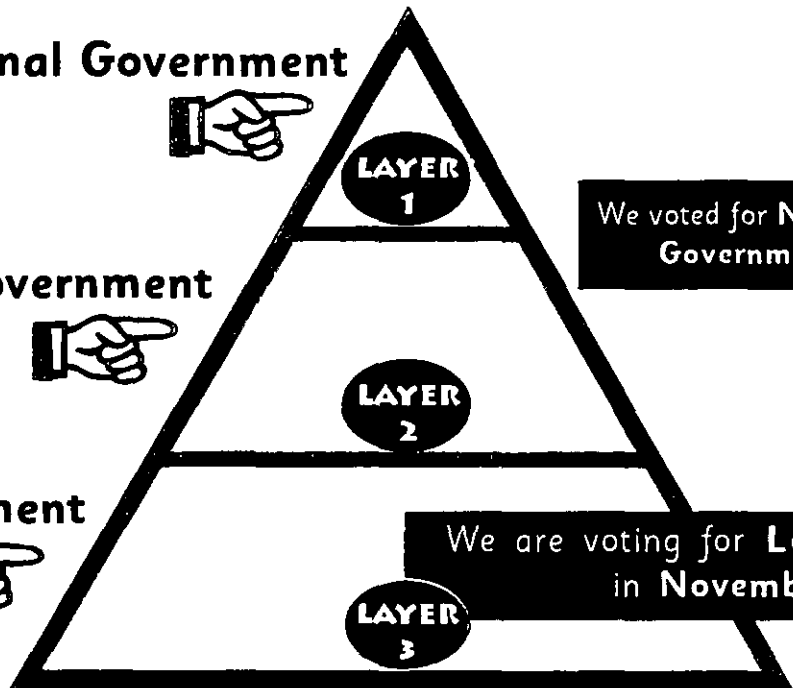 nal Government
LAYER
1
We voted for N
Governm
overnment
LAYER
2
nent
We are voting for L
in Novemb
LAYER
3